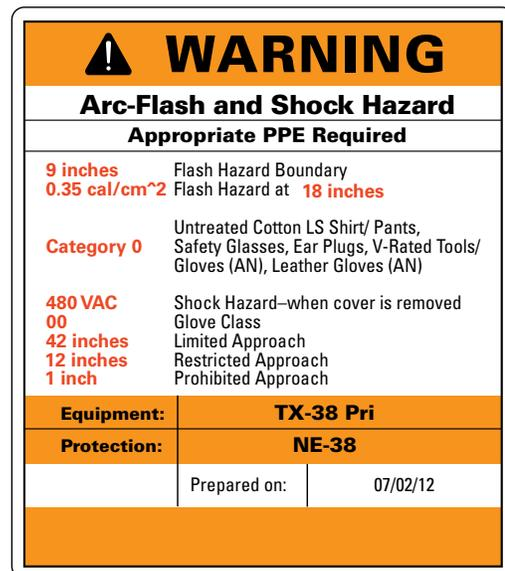 WARNING
Arc-Flash and Shock Hazard
Appropriate PPE Required
9 inches Flash Hazard Boundary
0.35 cal/cm^2 Flash Hazard at 18 inches
Category 0 Untreated Cotton LS Shirt/ Pants,
Safety Glasses, Ear Plugs, V-Rated Tools/
Gloves (AN), Leather Gloves (AN)
480 VAC Shock Hazard–when cover is removed
00 Glove Class
42 inches Limited Approach
12 inches Restricted Approach
1 inch Prohibited Approach
Equipment: TX-38 Pri
Protection: NE-38
Prepared on: 07/02/12